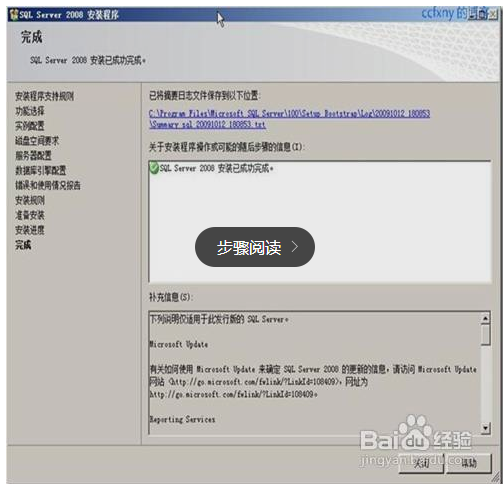 SQL Server 2008 安装程序
ccfxny 的博客
完成
SQL Server 2008 安装已成功完成。
安装程序支持规则
功能选择
实例配置
磁盘空间要求
服务器配置
数据库引擎配置
错误和使用情况报告
安装规则
准备安装
安装进度
完成
已将摘要日志文件保存到以下位置:
C:\Program Files\Microsoft SQL Server\100\Setup Bootstrap\Log\20091012_180853
\Summary_sql_20091012_180853.txt
关于安装程序操作或可能的随后步骤的信息(I):
SQL Server 2008 安装已成功完成。
步骤阅读
补充信息(S):
下列说明仅适用于此发行版的 SQL Server。
Microsoft Update
有关如何使用 Microsoft Update 来确定 SQL Server 2008 的更新的信息，请访问 Microsoft Update
网站 <http://go.microsoft.com/fwlink/?LinkId=108409>，网址为
http://go.microsoft.com/fwlink/?LinkId=108409。
Reporting Services
Baidu 经验
jingyan.baidu.com
关闭
帮助